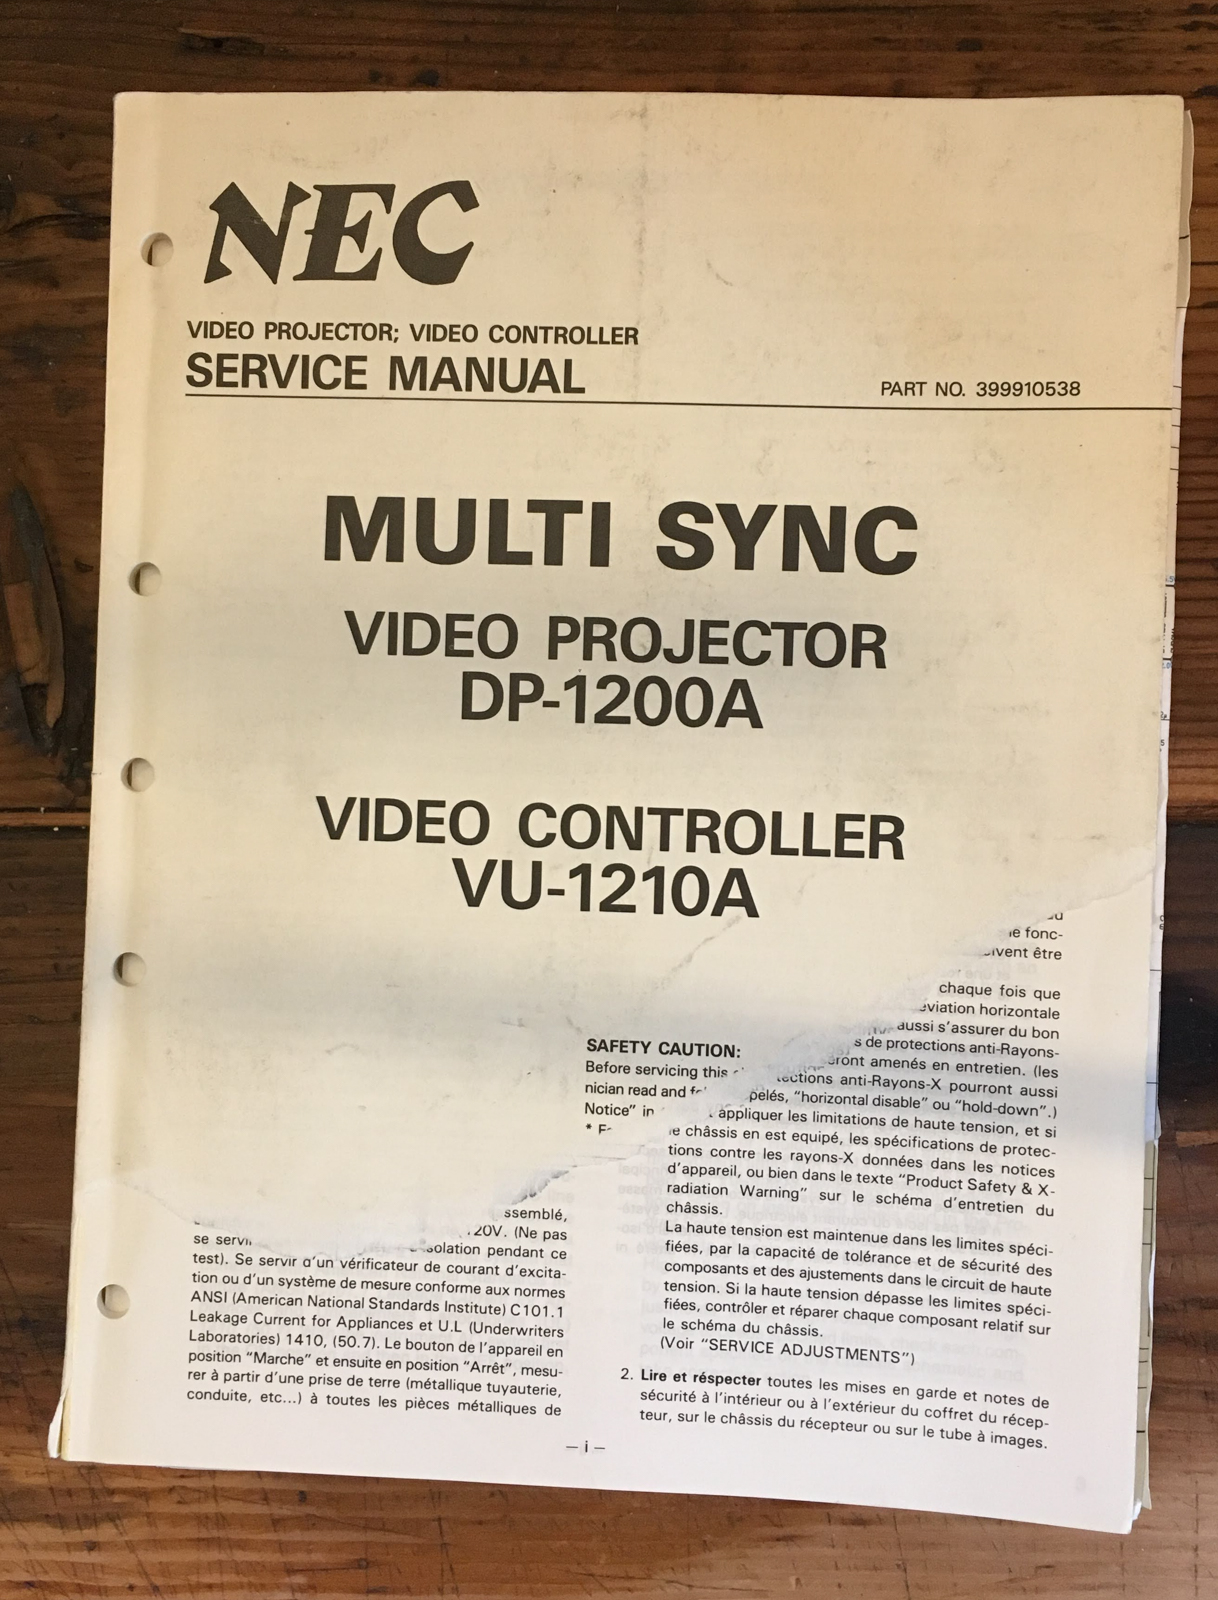 NEC
VIDEO PROJECTOR; VIDEO CONTROLLER
SERVICE MANUAL
PART NO. 399910538
MULTI SYNC
VIDEO PROJECTOR
DP-1200A
VIDEO CONTROLLER
VU-1210A
SAFETY CAUTION:
Before servicing this
nician read and
Notice" in
*
ssemblé,
20V. (Ne pas
se servi
solation pendant ce
test). Se servir d'un vérificateur de courant d'excita-
tion ou d'un système de mesure conforme aux normes
ANSI (American National Standards Institute) C101.1
Leakage Current for Appliances et U.L (Underwriters
Laboratories) 1410, (50.7). Le bouton de l'appareil en
position "Marche" et ensuite en position "Arrêt", mesu-
rer à partir d'une prise de terre (métallique tuyauterie,
conduite, etc...) à toutes les pièces métalliques de
fonc-
ivent être
chaque fois que
éviation horizontale
aussi s'assurer du bon
s de protections anti-Rayons-
ront amenés en entretien. (les
tections anti-Rayons-X pourront aussi
pelés, "horizontal disable" ou "hold-down".)
appliquer les limitations de haute tension, et si
le châssis en est equipé, les spécifications de protec-
tions contre les rayons-X données dans les notices
d'appareil, ou bien dans le texte "Product Safety & X-
radiation Warning" sur le schéma d'entretien du
châssis.
La haute tension est maintenue dans les limites spéci-
fiées, par la capacité de tolérance et de sécurité des
composants et des ajustements dans le circuit de haute
tension. Si la haute tension dépasse les limites spéci-
fiées, contrôler et réparer chaque composant relatif sur
le schéma du châssis.
(Voir "SERVICE ADJUSTMENTS")
2. Lire et réspecter toutes les mises en garde et notes de
sécurité à l'intérieur ou à l'extérieur du coffret du récep-
teur, sur le châssis du récepteur ou sur le tube à images.
— i —